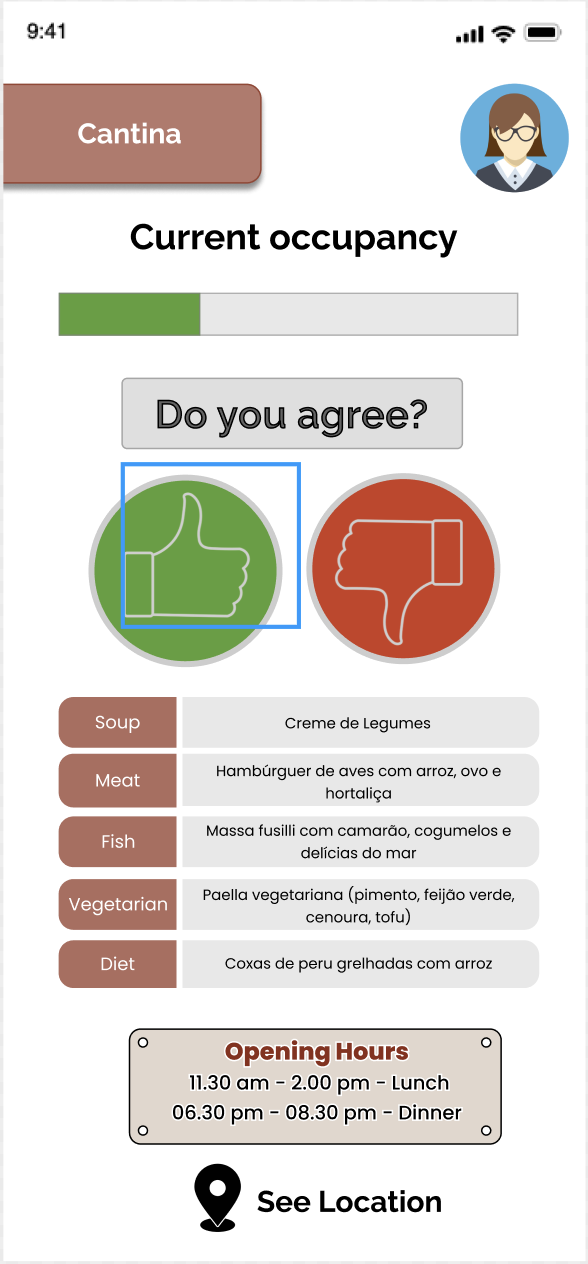 9:41
Cantina
Current occupancy
Do you agree?
Soup
Creme de Legumes
Meat
Hambúrguer de aves com arroz, ovo e
hortaliça
Fish
Massa fusilli com camarão, cogumelos e
delícias do mar
Vegetarian
Paella vegetariana (pimento, feijão verde,
cenoura, tofu)
Diet
Coxas de peru grelhadas com arroz
Opening Hours
11.30 am - 2.00 pm - Lunch
06.30 pm - 08.30 pm - Dinner
See Location